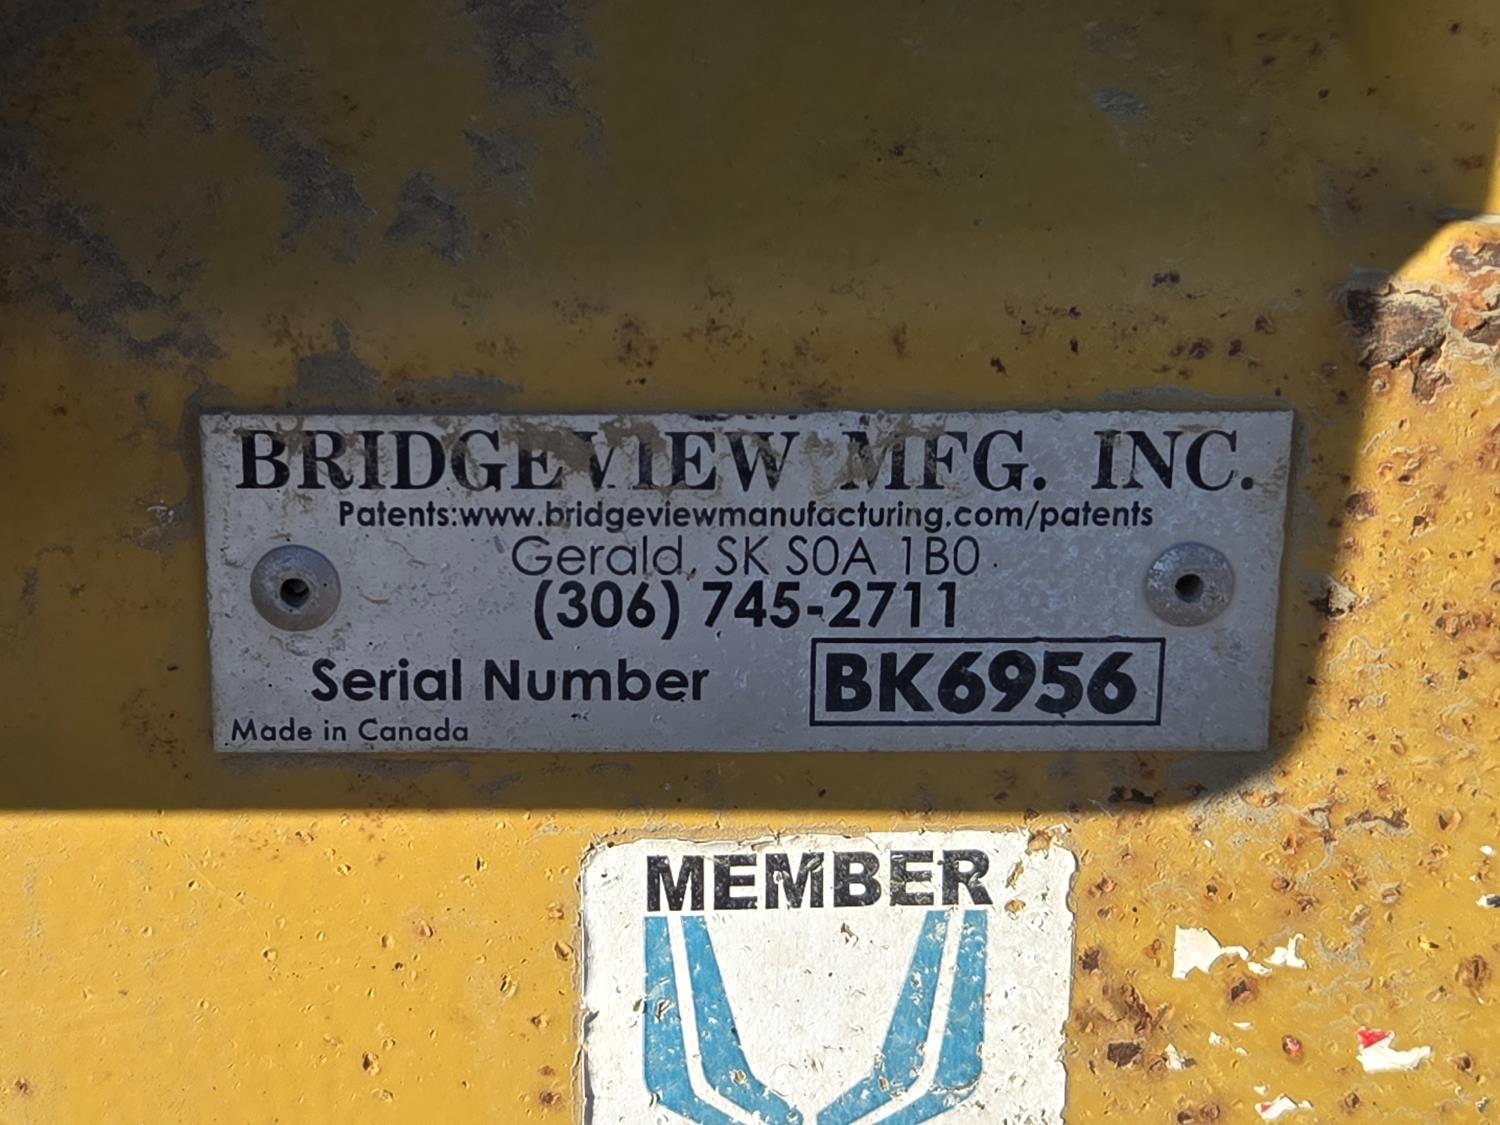 BRIDGEVIEW MFG. INC.
Patents:www.bridgeviewmanufacturing.com/patents
Gerald, SK S0A 1B0
(306) 745-2711
Serial Number BK6956
Made in Canada
MEMBER